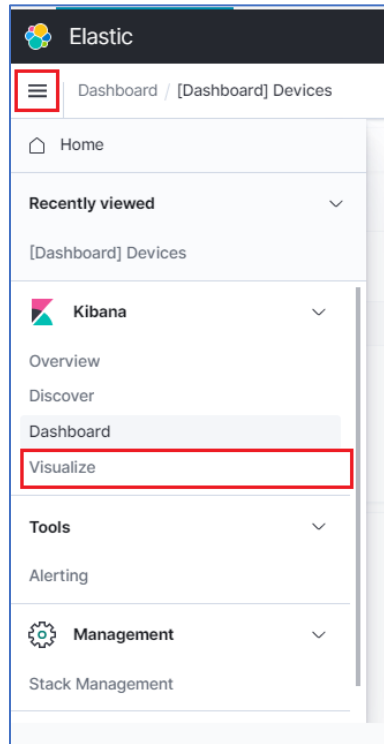 Elastic
Dashboard / [Dashboard] Devices
Home
Recently viewed
[Dashboard] Devices
Kibana
Overview
Discover
Dashboard
Visualize
Tools
Alerting
Management
Stack Management